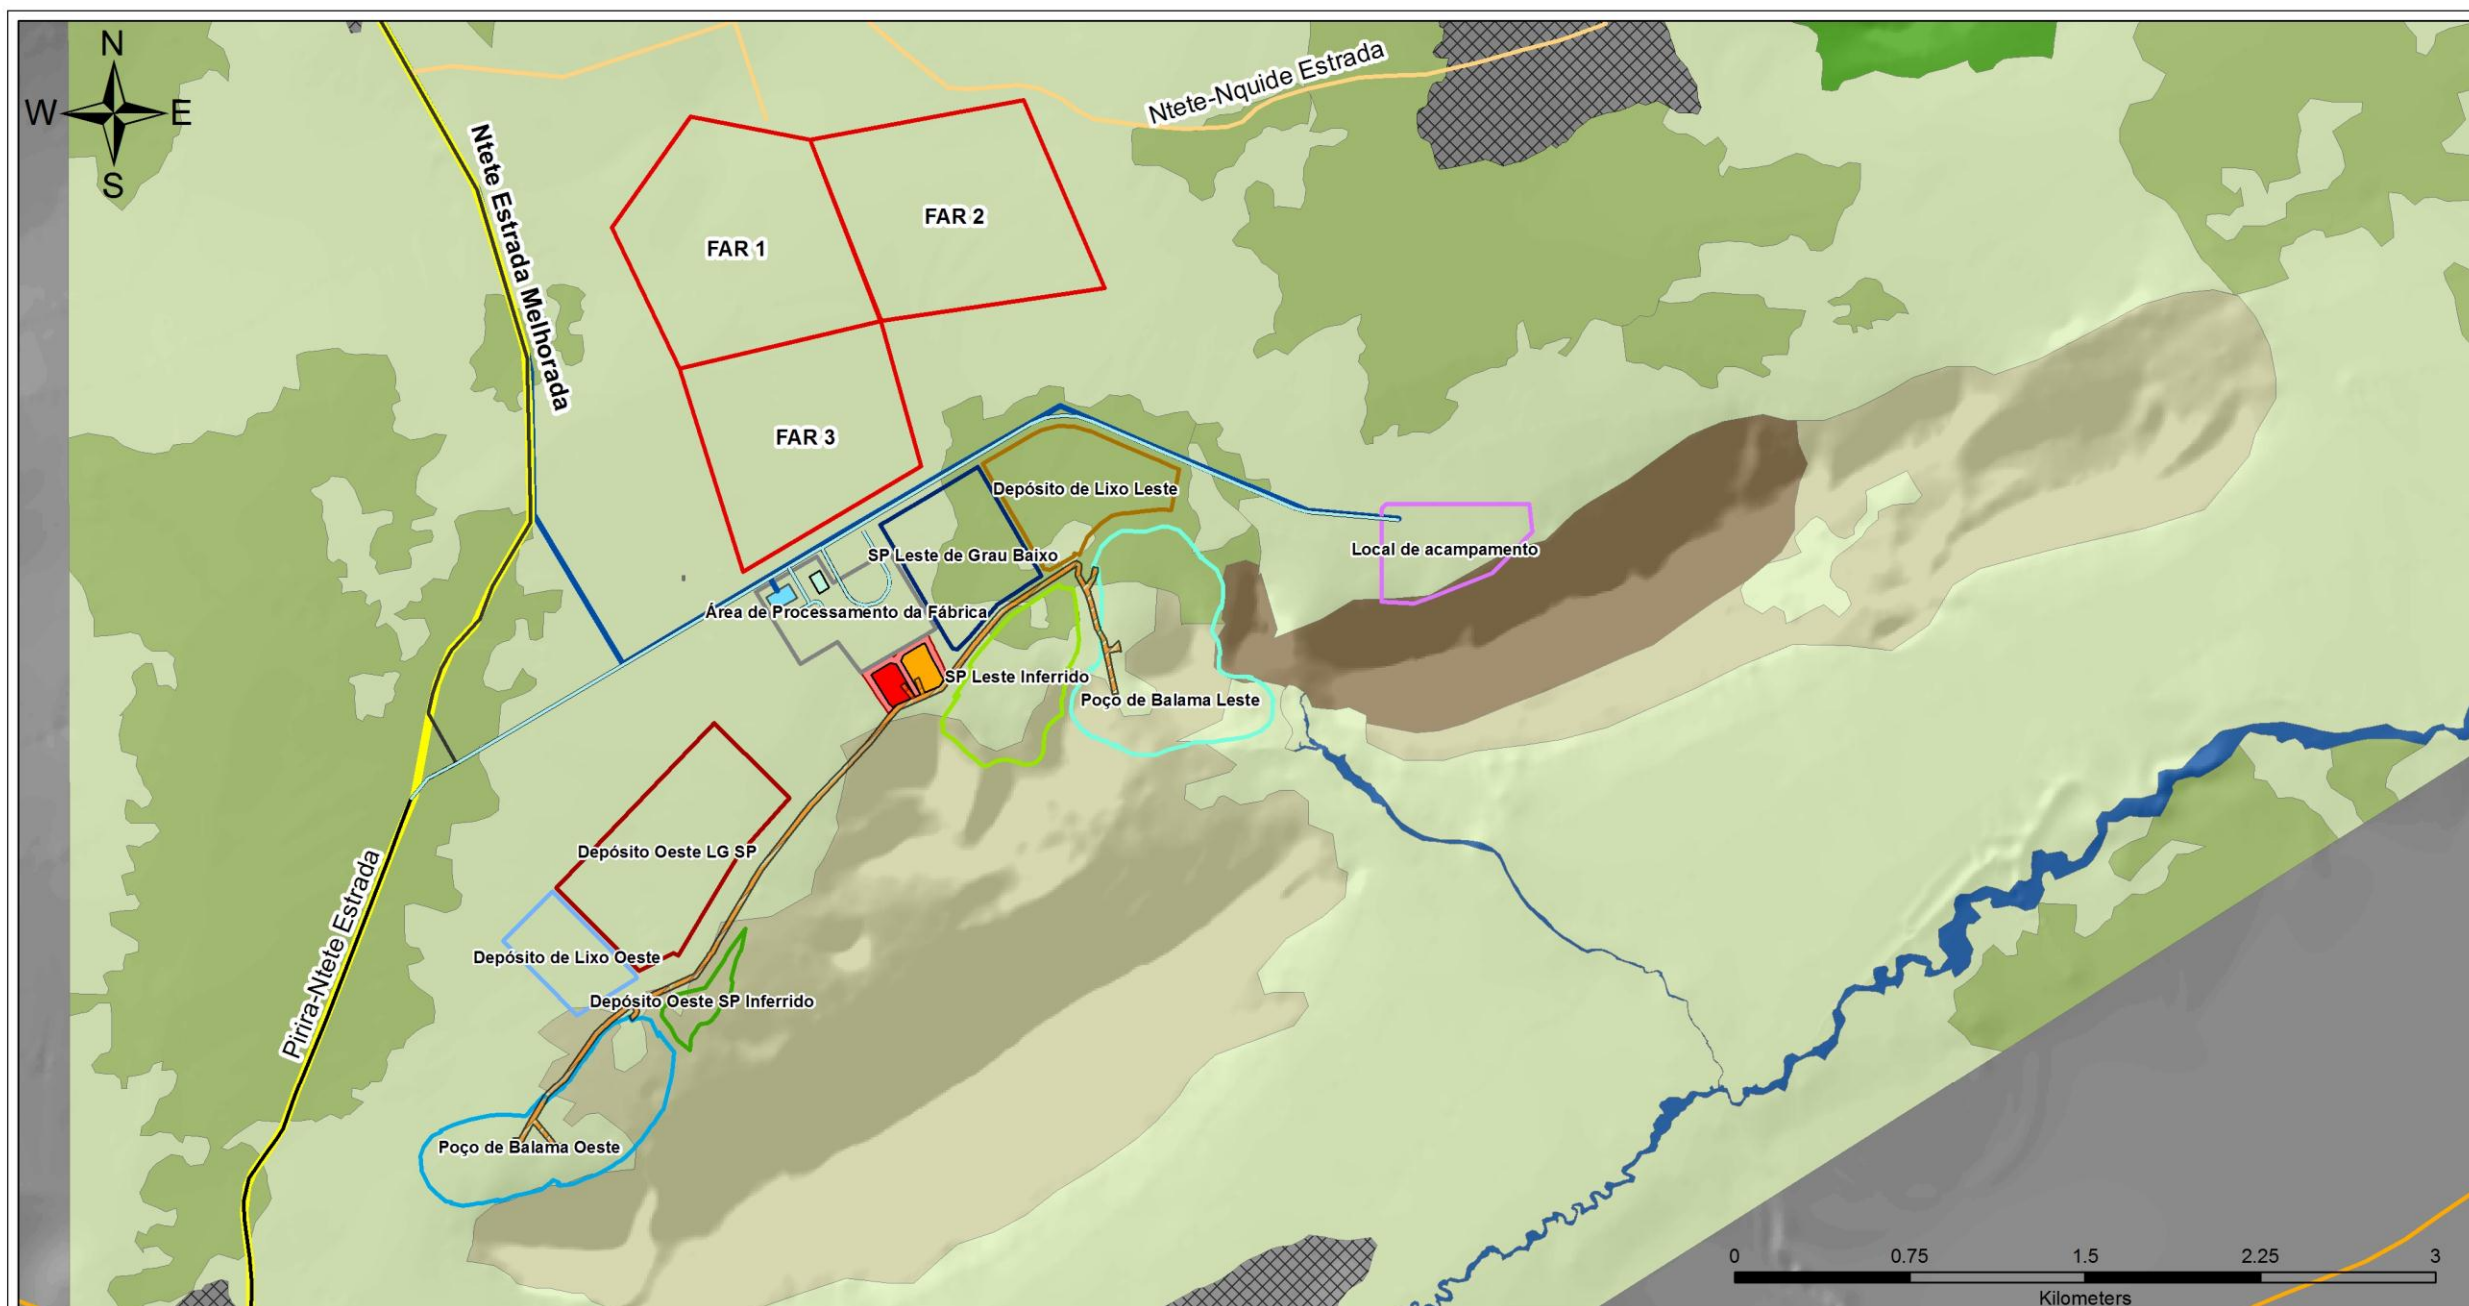 N
W
E
S
Ntete-Nquide Estrada
Ntete Estrada Melhorada
FAR 2
FAR 1
FAR 3
Depósito de Lixo Leste
SP Leste de Grau Baixo
Local de acampamento
Área de Processamento da Fábrica
SP Leste Inferrido
Poço de Balama Leste
Depósito Oeste LG SP
Pirira-Ntete Estrada
Depósito de Lixo Oeste
Depósito Oeste SP Inferrido
Poço de Balama Oeste
0 0.75 1.5 2.25 3
Kilometers